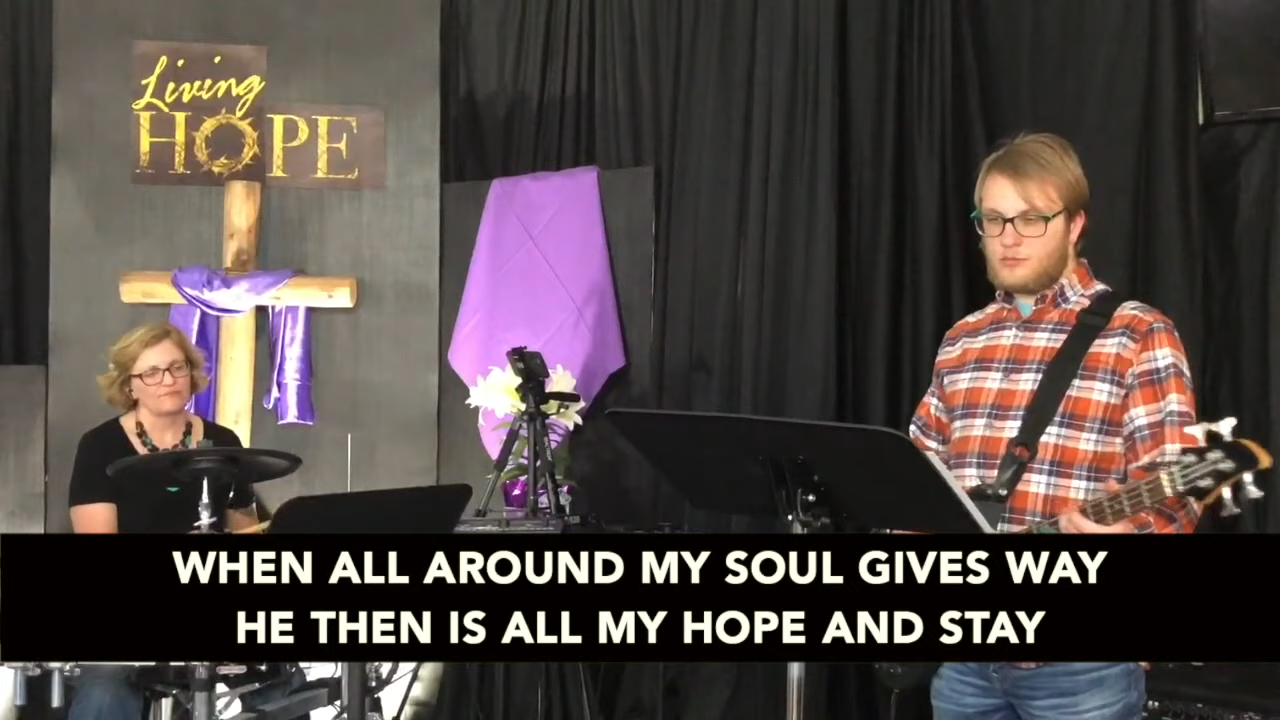 Living
HOPE
WHEN ALL AROUND MY SOUL GIVES WAY
HE THEN IS ALL MY HOPE AND STAY